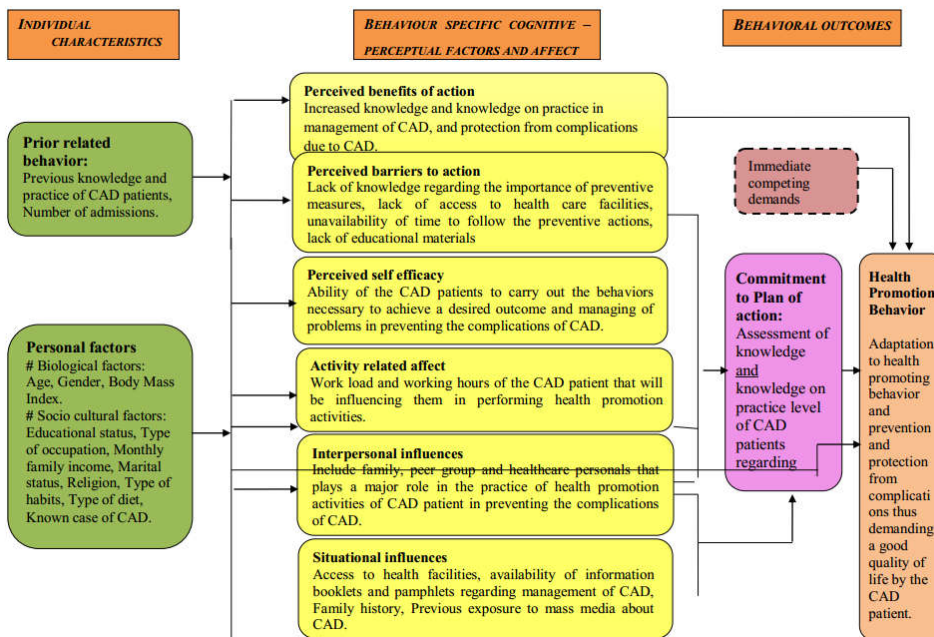 INDIVIDUAL
CHARACTERISTICS
BEHAVIOUR SPECIFIC COGNITIVE –
PERCEPTUAL FACTORS AND AFFECT
BEHAVIORAL OUTCOMES
Prior related
behavior:
Previous knowledge and
practice of CAD patients,
Number of admissions.
Personal factors
# Biological factors:
Age, Gender, Body Mass
Index.
# Socio cultural factors:
Educational status, Type
of occupation, Monthly
family income, Marital
status, Religion, Type of
habits, Type of diet,
Known case of CAD.
Perceived benefits of action
Increased knowledge and knowledge on practice in
management of CAD, and protection from complications
due to CAD.
Perceived barriers to action
Lack of knowledge regarding the importance of preventive
measures, lack of access to health care facilities,
unavailability of time to follow the preventive actions,
lack of educational materials
Perceived self efficacy
Ability of the CAD patients to carry out the behaviors
necessary to achieve a desired outcome and managing of
problems in preventing the complications of CAD.
Activity related affect
Work load and working hours of the CAD patient that will
be influencing them in performing health promotion
activities.
Interpersonal influences
Include family, peer group and healthcare personals that
plays a major role in the practice of health promotion
activities of CAD patient in preventing the complications
of CAD.
Situational influences
Access to health facilities, availability of information
booklets and pamphlets regarding management of CAD,
Family history, Previous exposure to mass media about
CAD.
Immediate
competing
demands
Commitment
to Plan of
action:
Assessment of
knowledge
and
knowledge on
practice level
of CAD
patients
regarding
Health
Promotion
Behavior
Adaptation
to health
promoting
behavior
and
prevention
and
protection
from
complicati
ons thus
demanding
a good
quality of
life by the
CAD
patient.